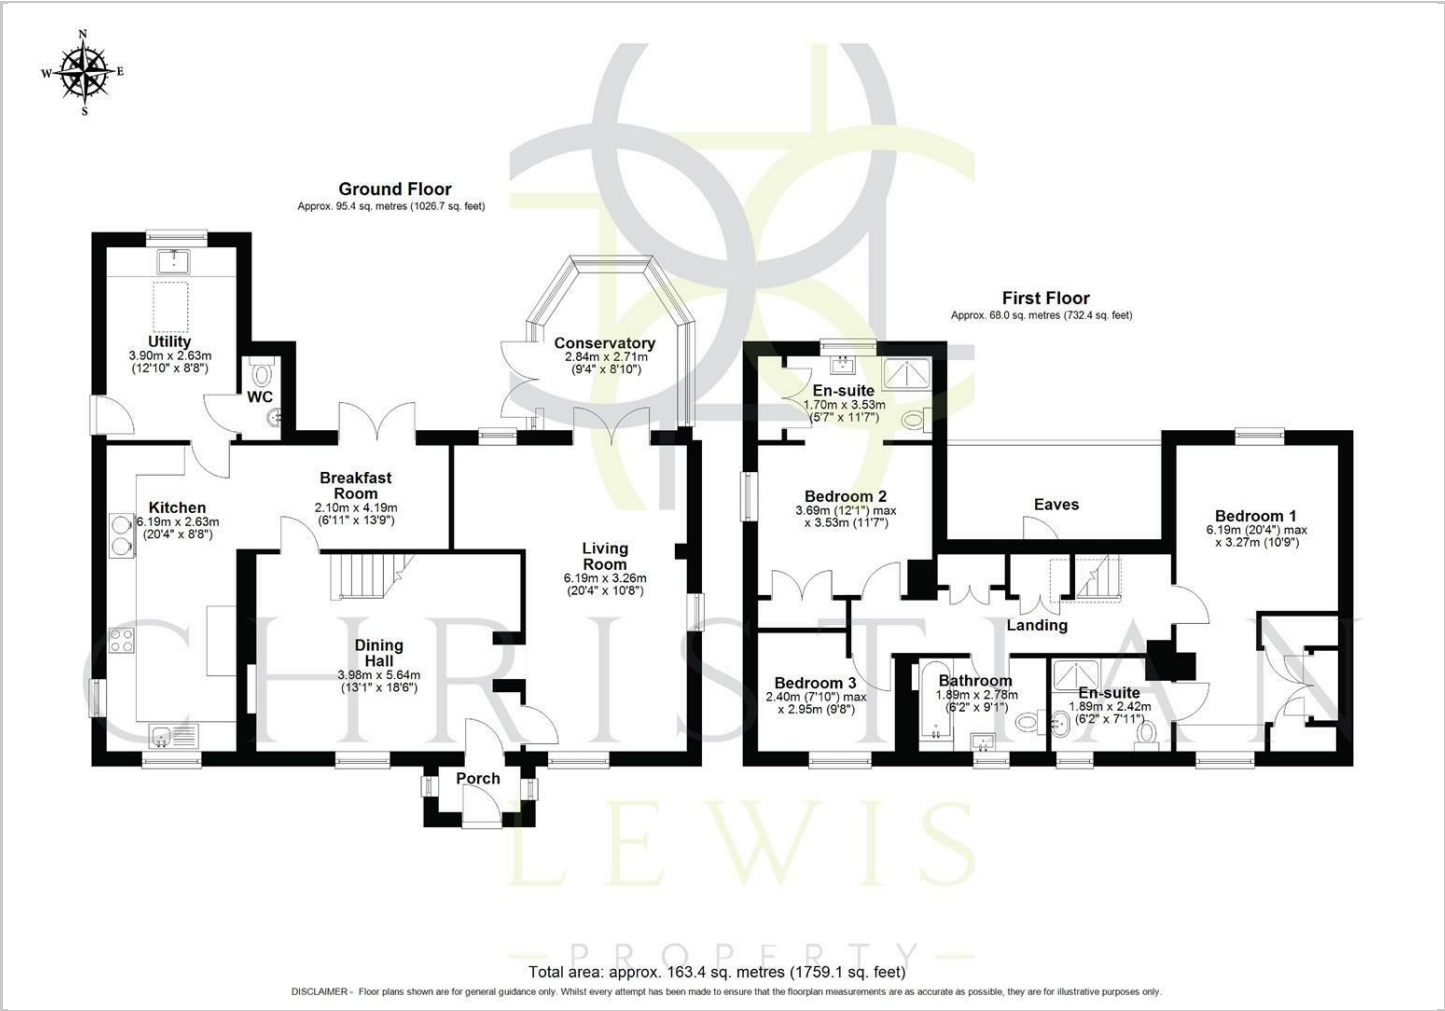 N
W E
S
Ground Floor
Approx. 95.4 sq. metres (1026.7 sq. feet)
Utility
3.90m x 2.63m
(12'10" x 8'8")
WC
Conservatory
2.84m x 2.71m
(9'4" x 8'10")
Kitchen
6.19m x 2.63m
(20'4" x 8'8")
Breakfast
Room
2.10m x 4.19m
(6'11" x 13'9")
Living
Room
6.19m x 3.26m
(20'4" x 10'8")
Dining
Hall
3.98m x 5.64m
(13'1" x 18'6")
Porch
First Floor
Approx. 68.0 sq. metres (732.4 sq. feet)
En-suite
1.70m x 3.53m
(5'7" x 11'7")
Bedroom 2
3.69m (12'1") max
x 3.53m (11'7")
Eaves
Bedroom 1
6.19m (20'4") max
x 3.27m (10'9")
Landing
Bedroom 3
2.40m (7'10") max
x 2.95m (9'8")
Bathroom
1.89m x 2.78m
(6'2" x 9'1")
En-suite
1.89m x 2.42m
(6'2" x 7'11")
CHRISTIAN
LEWIS
PROPERTY
Total area: approx. 163.4 sq. metres (1759.1 sq. feet)
DISCLAIMER - Floor plans shown are for general guidance only. Whilst every attempt has been made to ensure that the floorplan measurements are as accurate as possible, they are for illustrative purposes only.